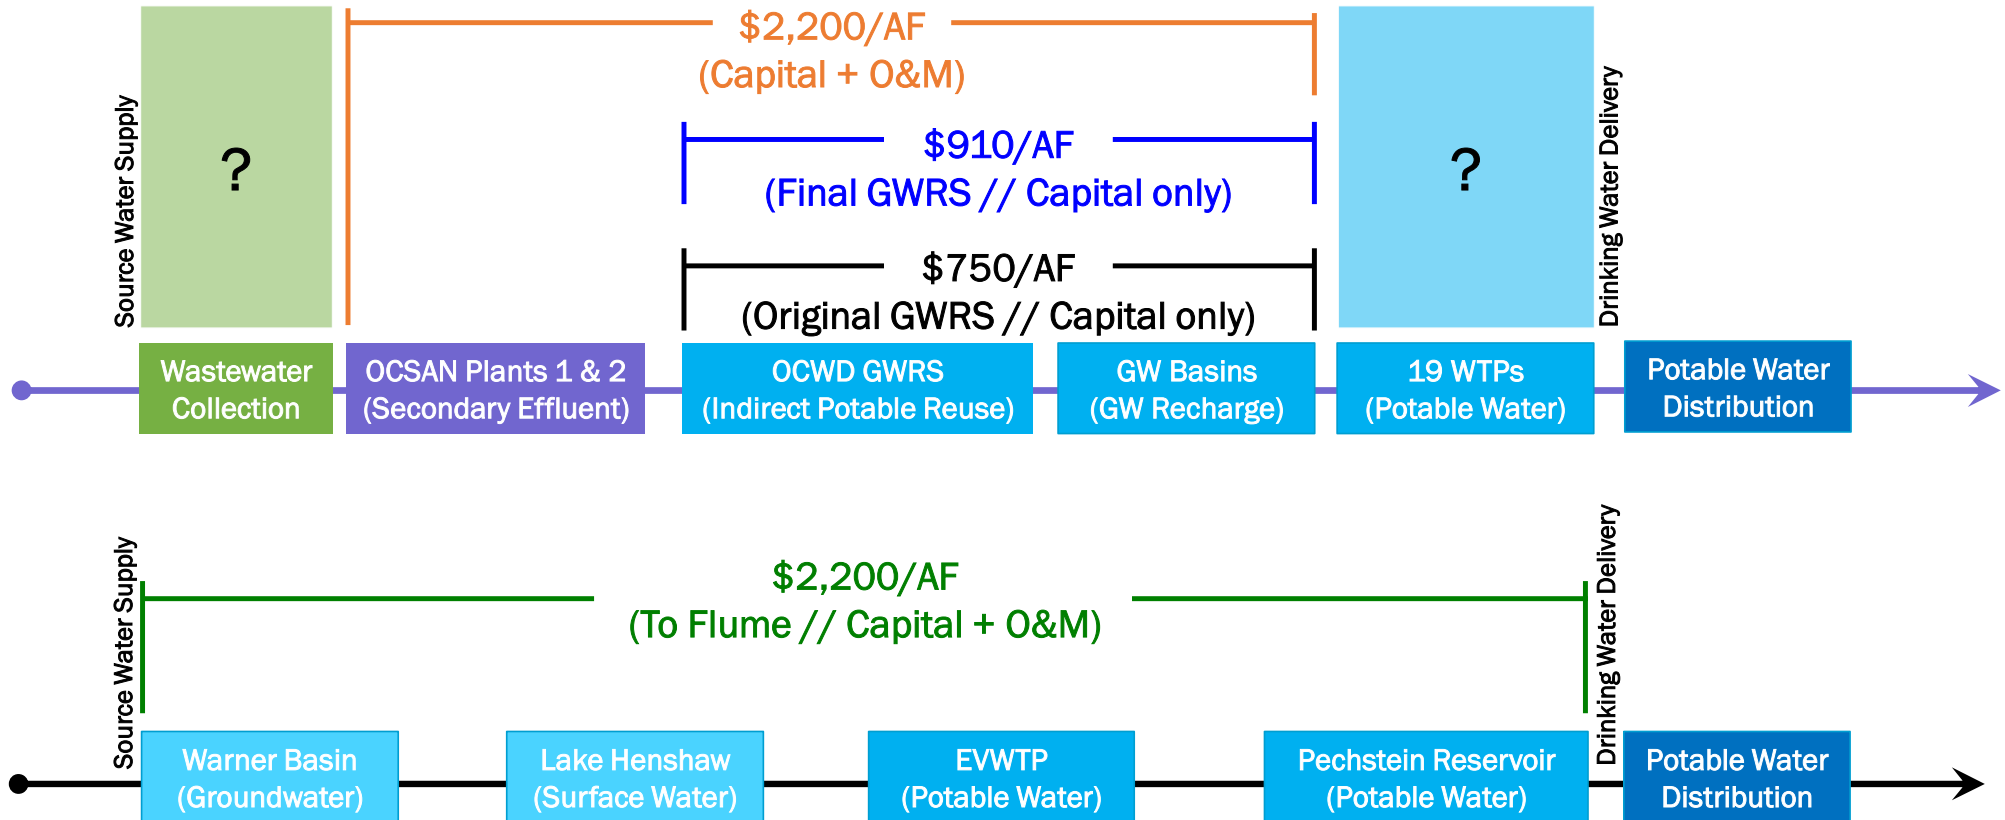 Source Water Supply
?
$2,200/AF
(Capital + O&M)
$910/AF
(Final GWRS // Capital only)
$750/AF
(Original GWRS // Capital only)
?
Drinking Water Delivery
Wastewater
Collection
OCSAN Plants 1 & 2
(Secondary Effluent)
OCWD GWRS
(Indirect Potable Reuse)
GW Basins
(GW Recharge)
19 WTPs
(Potable Water)
Potable Water
Distribution
Source Water Supply
$2,200/AF
(To Flume // Capital + O&M)
Drinking Water Delivery
Warner Basin
(Groundwater)
Lake Henshaw
(Surface Water)
EVWTP
(Potable Water)
Pechstein Reservoir
(Potable Water)
Potable Water
Distribution